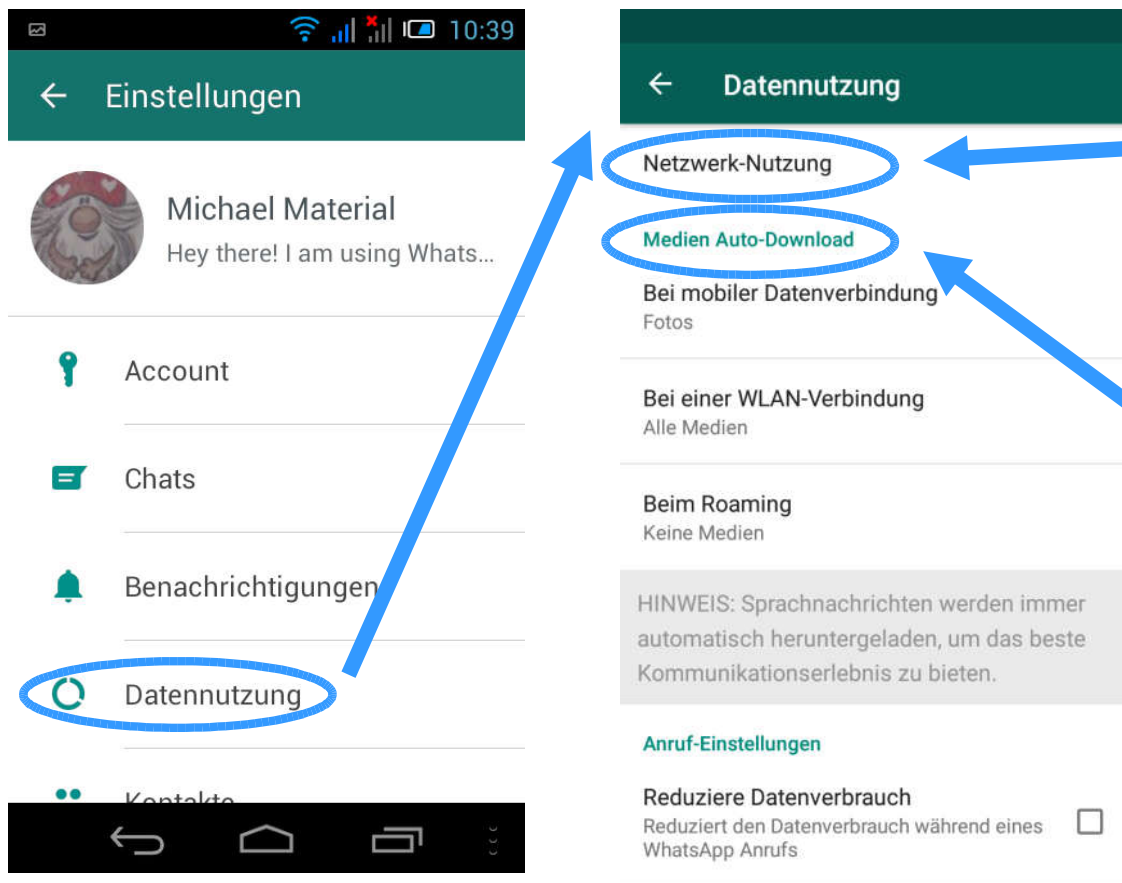 10:39
Einstellungen
Michael Material
Hey there! I am using Whats...
Account
Chats
Benachrichtigungen
Datennutzung
Kontakte
Datennutzung
Netzwerk-Nutzung
Medien Auto-Download
Bei mobiler Datenverbindung
Fotos
Bei einer WLAN-Verbindung
Alle Medien
Beim Roaming
Keine Medien
HINWEIS: Sprachnachrichten werden immer
automatisch heruntergeladen, um das beste
Kommunikationserlebnis zu bieten.
Anruf-Einstellungen
Reduziere Datenverbrauch
Reduziert den Datenverbrauch während eines
WhatsApp Anrufs